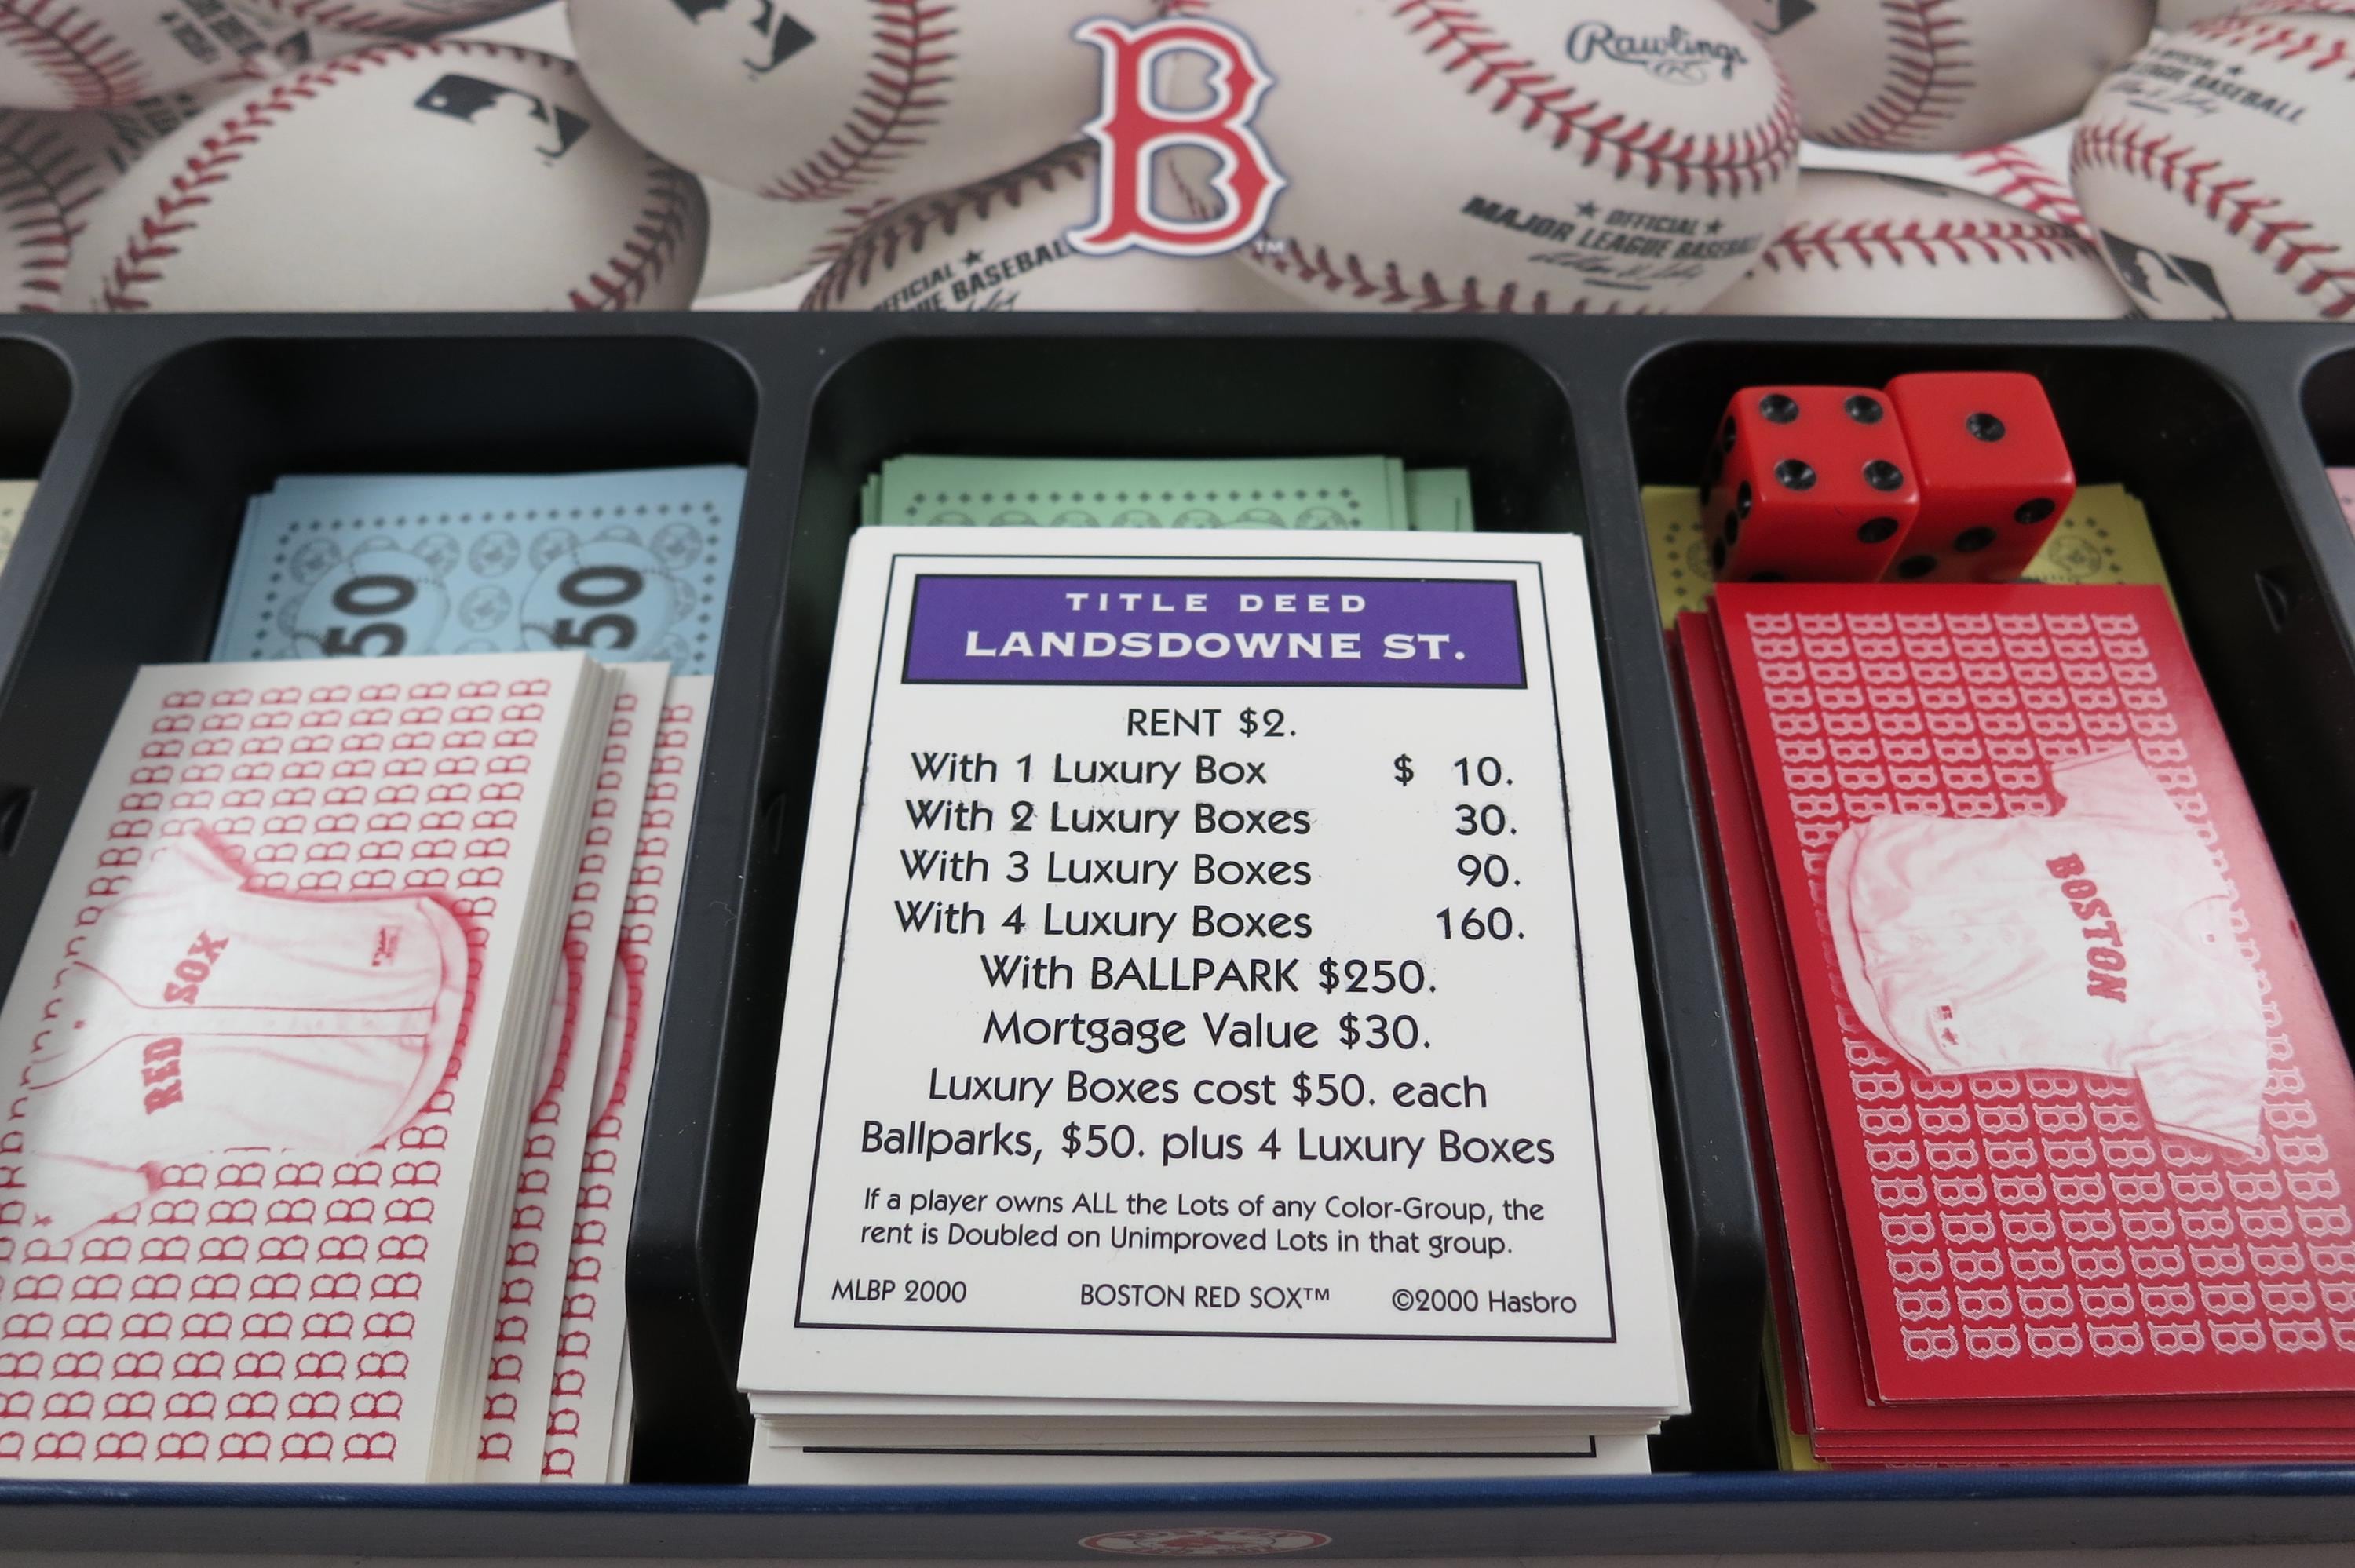 B
TM
Rawlings
OFFICIAL
MAJOR LEAGUE BASEBALL
OFFICIAL
LEAGUE BASEBALL
50 50
TITLE DEED
LANDSDOWNE ST.
RENT $2.
With 1 Luxury Box $ 10.
With 2 Luxury Boxes 30.
With 3 Luxury Boxes 90.
With 4 Luxury Boxes 160.
With BALLPARK $250.
Mortgage Value $30.
Luxury Boxes cost $50. each
Ballparks, $50. plus 4 Luxury Boxes
If a player owns ALL the Lots of any Color-Group, the
rent is Doubled on Unimproved Lots in that group.
MLBP 2000 BOSTON RED SOX™ ©2000 Hasbro
RED SOX
BOSTON